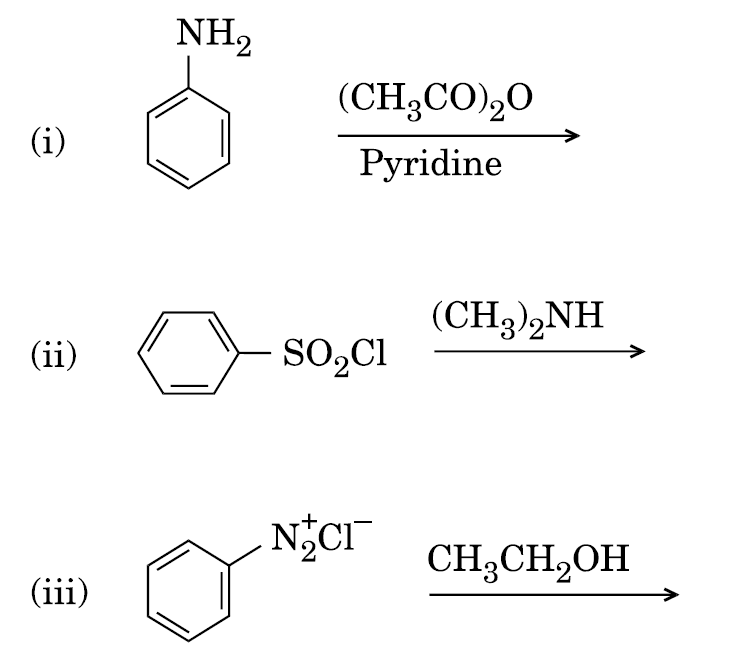 NH₂
(i) (CH₃CO)₂O
Pyridine
(ii) SO₂Cl (CH₃)₂NH
(iii) N₂⁺Cl⁻ CH₃CH₂OH